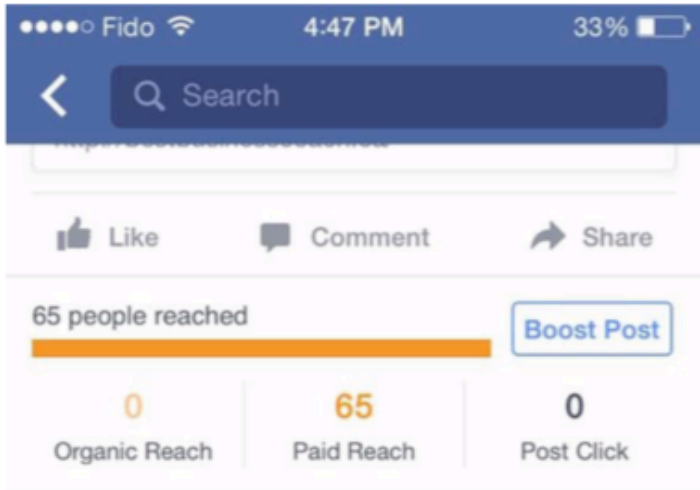 Fido 4:47 PM 33%
Search
Like Comment Share
65 people reached
Boost Post
0 65 0
Organic Reach Paid Reach Post Click